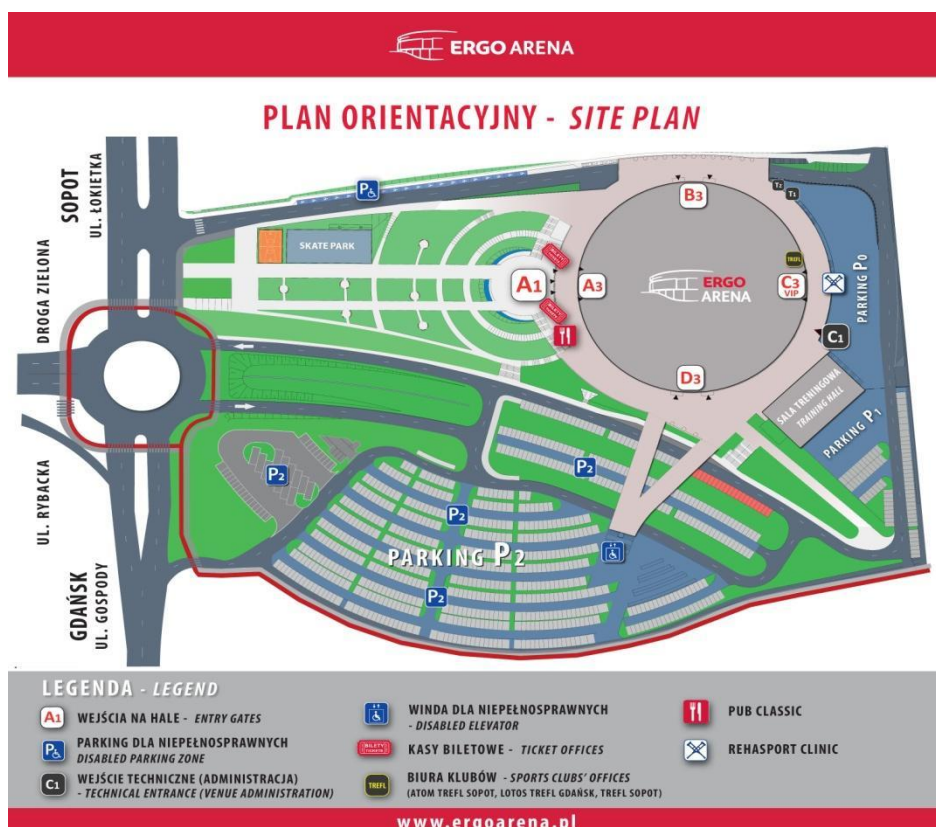 ERGO ARENA
PLAN ORIENTACYJNY - SITE PLAN
SOPOT
UL. ŁOKIETKA
DROGA ZIELONA
UL. RYBACKA
GDAŃSK
UL. GOSPODY
P
SKATE PARK
BILETY
A1
A3
BILETY
B3
T2
T1
ERGO
ARENA
TREFL
C3
VIP
PARKING P0
C1
D3
SALA TRENINGOWA
TRAINING HALL
PARKING P1
P2
P2
P2
PARKING P2
P2
LEGENDA - LEGEND
A1 WEJŚCIA NA HALE - ENTRY GATES
P PARKING DLA NIEPEŁNOSPRAWNYCH
DISABLED PARKING ZONE
C1 WEJŚCIE TECHNICZNE (ADMINISTRACJA)
- TECHNICAL ENTRANCE (VENUE ADMINISTRATION)
WINDA DLA NIEPEŁNOSPRAWNYCH
- DISABLED ELEVATOR
BILETY KASY BILETOWE - TICKET OFFICES
TREFL BIURA KLUBÓW - SPORTS CLUBS' OFFICES
(ATOM TREFL SOPOT, LOTOS TREFL GDAŃSK, TREFL SOPOT)
PUB CLASSIC
REHASPORT CLINIC
www.ergoarena.pl